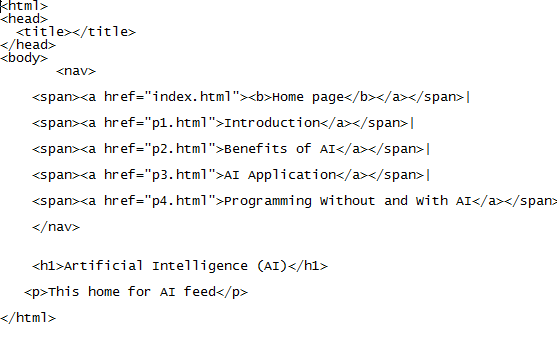 <html>
<head>
  <title></title>
</head>
<body>
       <nav>
    <span><a href="index.html"><b>Home page</b></a></span>|
    <span><a href="p1.html">Introduction</a></span>|
    <span><a href="p2.html">Benefits of AI</a></span>|
    <span><a href="p3.html">AI Application</a></span>|
    <span><a href="p4.html">Programming Without and With AI</a></span>
    </nav>
    <h1>Artificial Intelligence (AI)</h1>
   <p>This home for AI feed</p>
</html>